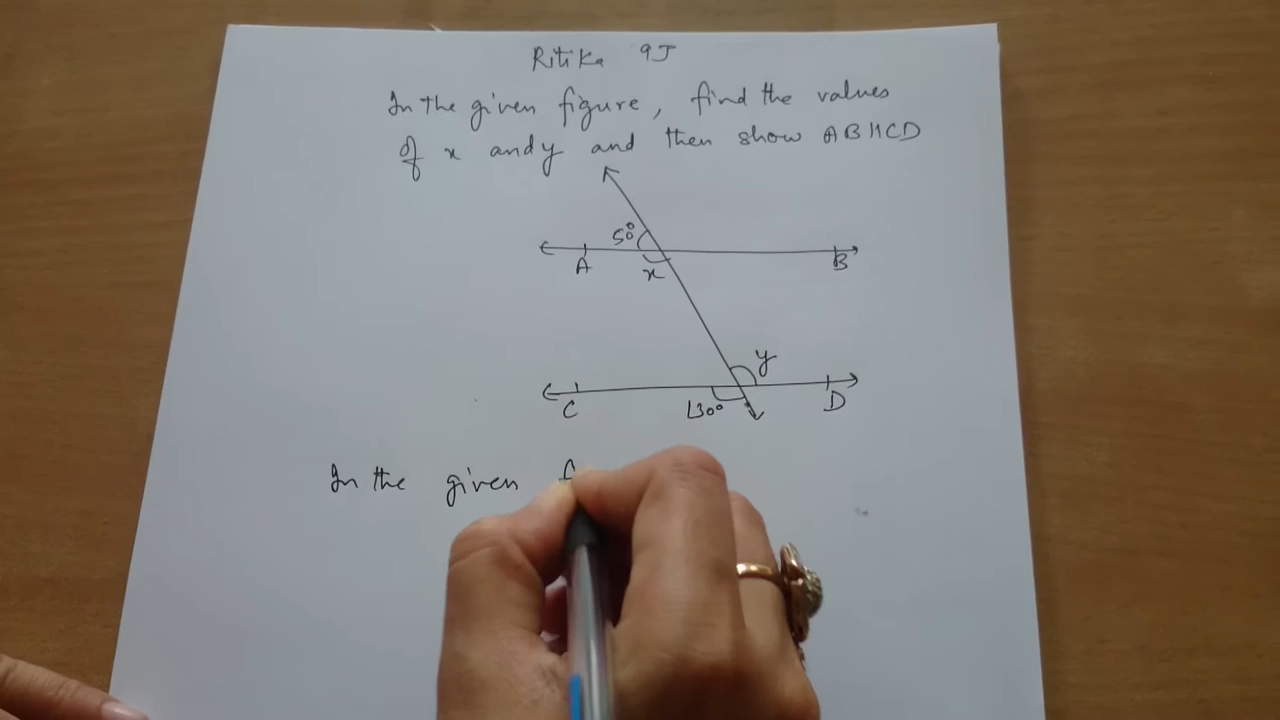 Ritika 9J
In the given figure, find the values
of x and y and then show AB||CD
50°
A
B
x
y
C
130°
D
In the given